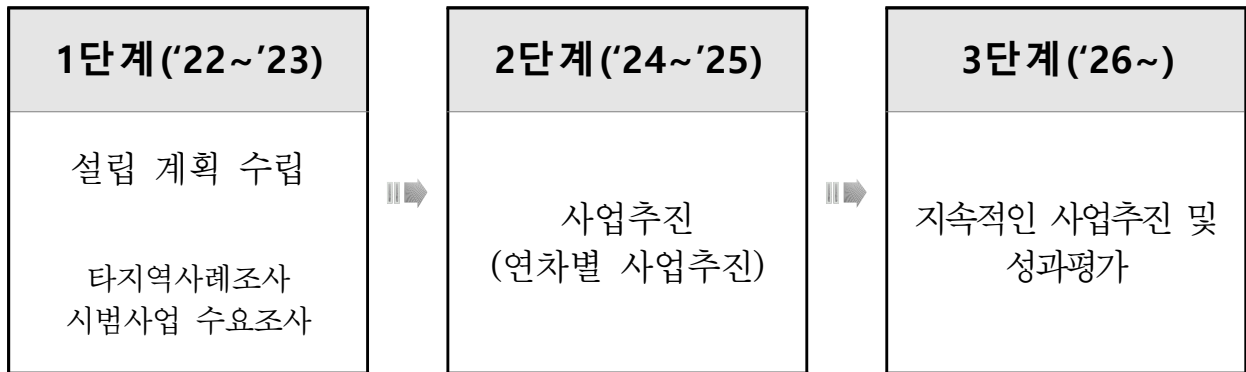 1단계(‘22~’23)
설립 계획 수립
타지역사례조사
시범사업 수요조사
2단계(‘24~’25)
사업추진
(연차별 사업추진)
3단계(‘26~)
지속적인 사업추진 및
성과평가